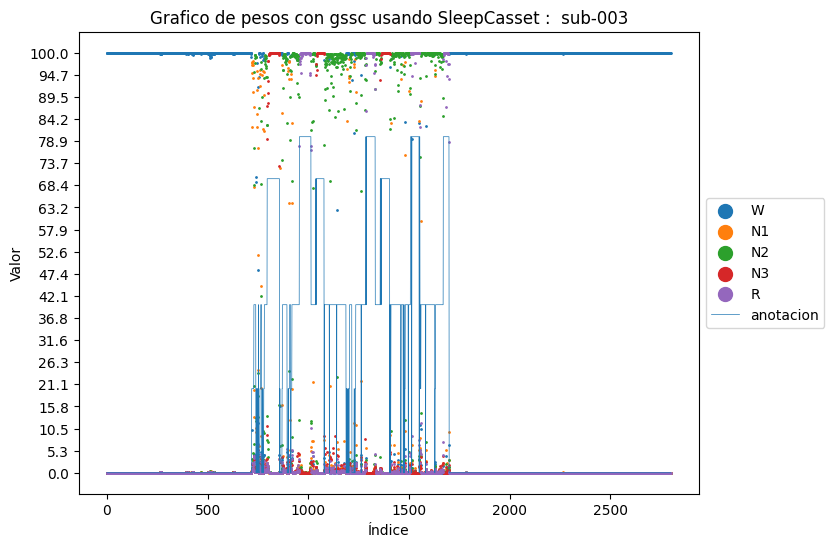 Grafico de pesos con gssc usando SleepCasset :  sub-003
100.0
94.7
89.5
84.2
78.9
73.7
68.4
63.2
57.9
52.6
47.4
42.1
36.8
31.6
26.3
21.1
15.8
10.5
5.3
0.0
Valor
0 500 1000 1500 2000 2500
Índice
W
N1
N2
N3
R
anotacion